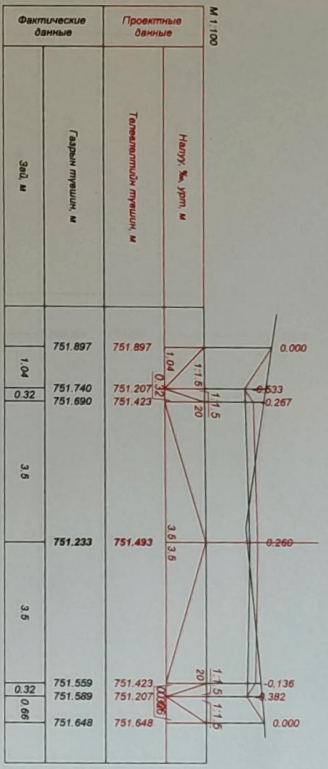 М 1:100
Фактические данные
Проектные данные
Зай, м
Газрын түвшин, м
Төлөвлөлтийн түвшин, м
Налуу, ‰, урт, м
751.897 751.897 0.000
1.04 1.04 1:1.5
751.740 751.207 -0.533
0.32 0.32 1:1.5
751.690 751.423 20 -0.267
3.5 3.5
751.233 751.493 0.260
3.5 3.5
751.559 751.423 20 1:1.5 -0.136
0.32
751.589 751.207 -0.382
0.66 1:1.5
751.648 751.648 0.000